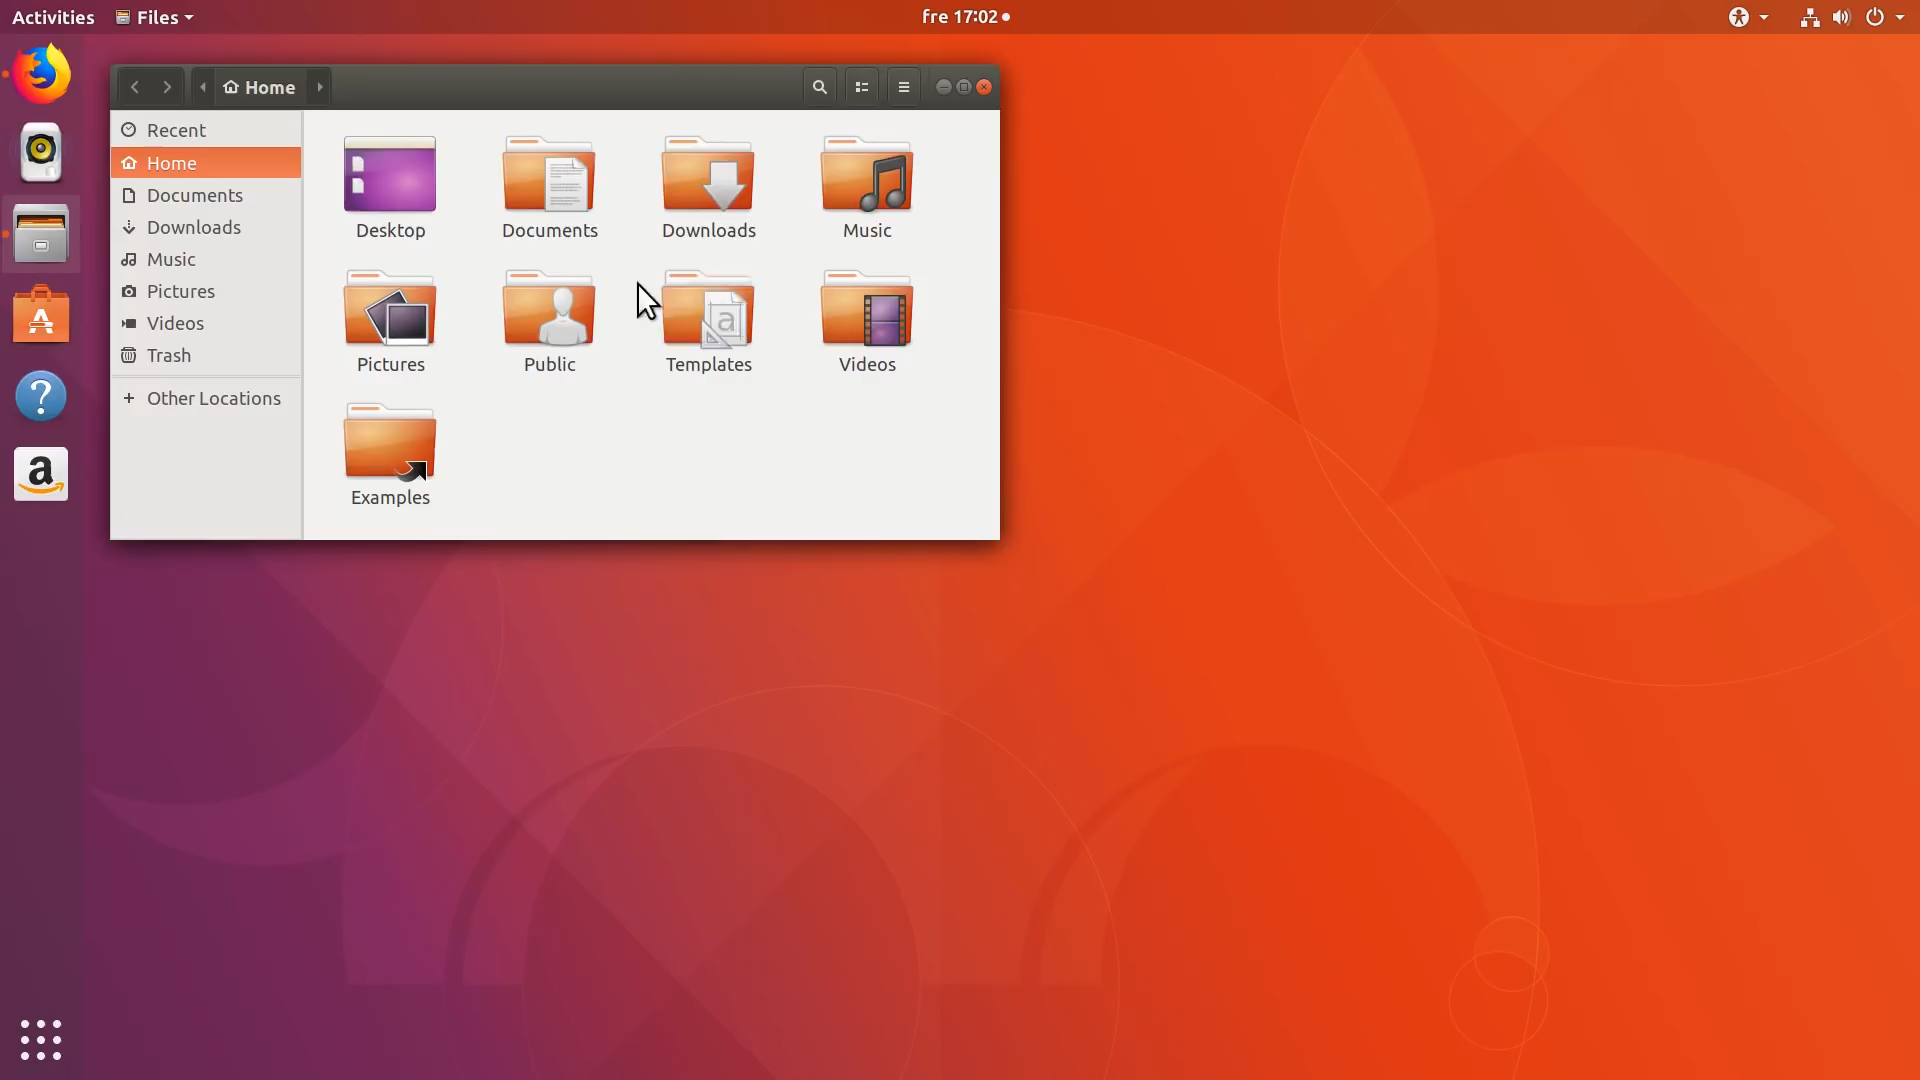 Activities Files fre 17:02
Home
Recent
Home
Documents
Downloads
Music
Pictures
Videos
Trash
Other Locations
Desktop Documents Downloads Music
Pictures Public Templates Videos
Examples